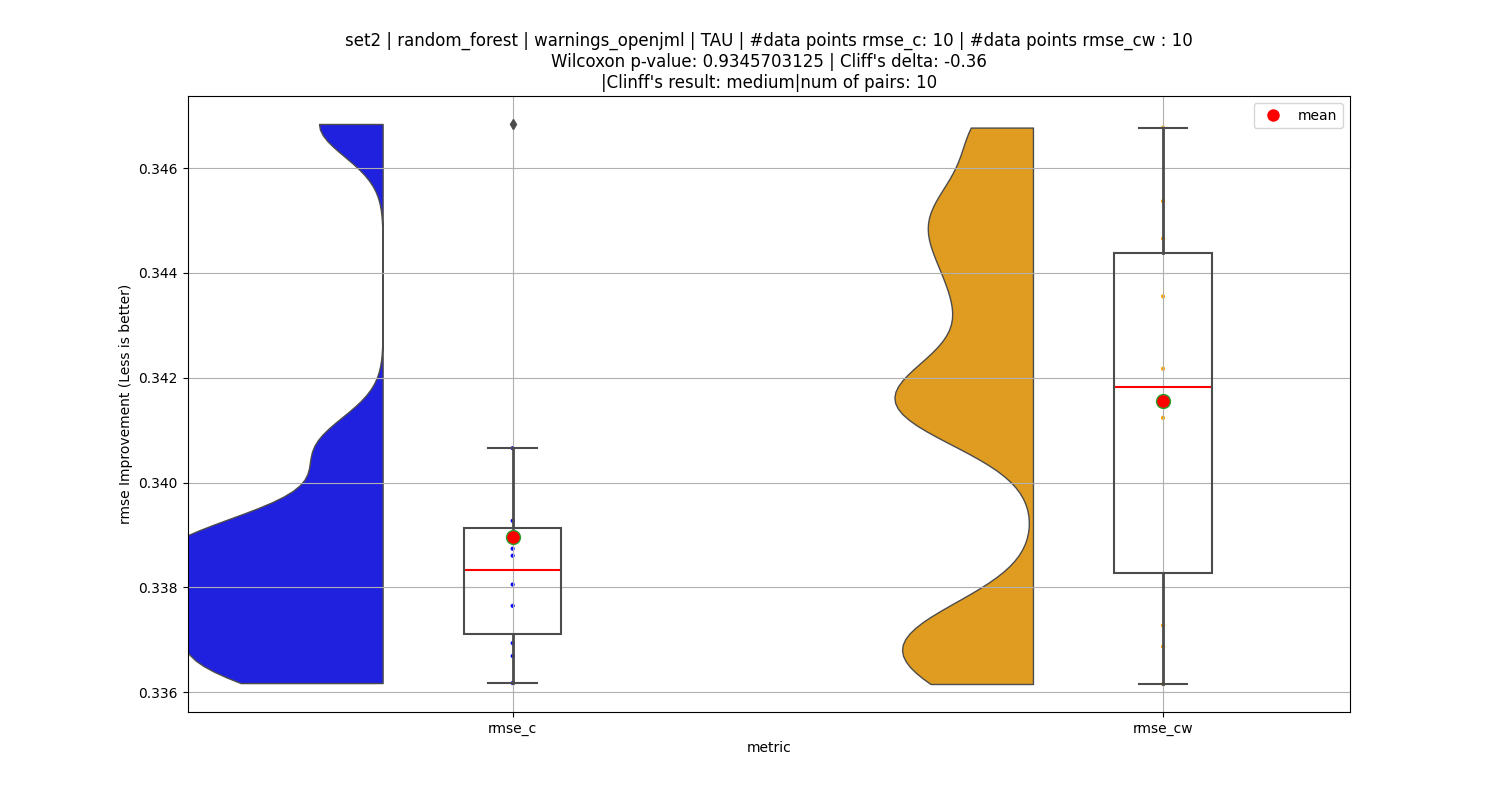 set2 | random_forest | warnings_openjml | TAU | #data points rmse_c: 10 | #data points rmse_cw : 10
Wilcoxon p-value: 0.9345703125 | Cliff's delta: -0.36
|Clinff's result: medium|num of pairs: 10
mean
rmse Improvement (Less is better)
0.346
0.344
0.342
0.340
0.338
0.336
rmse_c
rmse_cw
metric